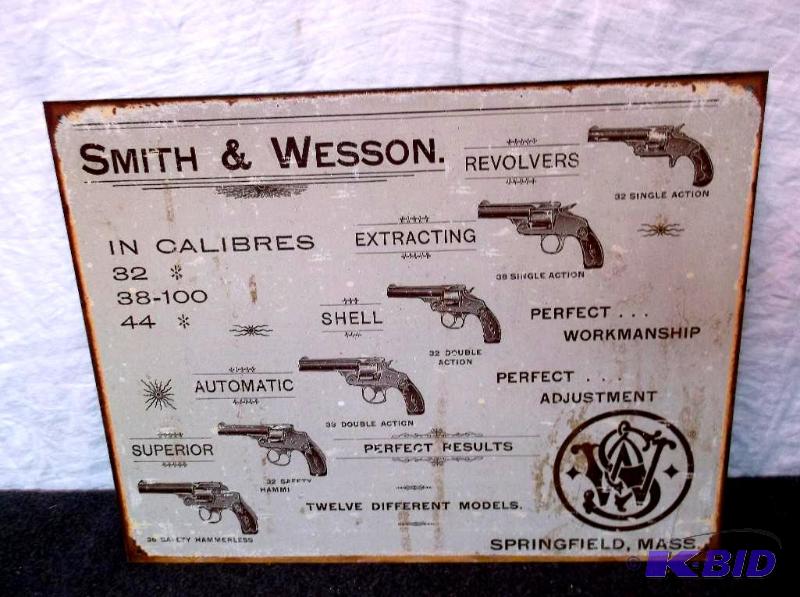 SMITH & WESSON.
REVOLVERS
32 SINGLE ACTION
EXTRACTING
38 SINGLE ACTION
IN CALIBRES
32 *
38-100
44 *
SHELL
32 DOUBLE
ACTION
PERFECT . . .
WORKMANSHIP
AUTOMATIC
38 DOUBLE ACTION
PERFECT . . .
ADJUSTMENT
SUPERIOR
32 SAFETY
HAMM
PERFECT RESULTS
38 SAFETY HAMMERLESS
TWELVE DIFFERENT MODELS.
SW
SPRINGFIELD, MASS.
© K-BID